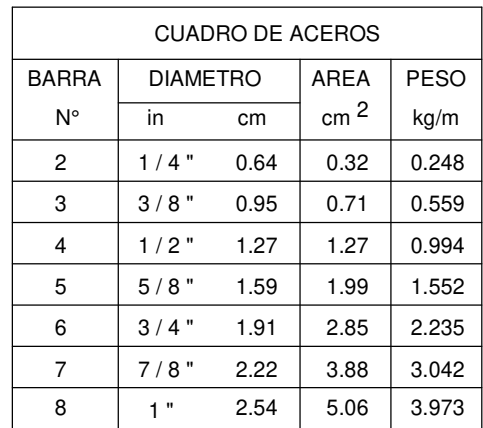 CUADRO DE ACEROS
BARRA DIAMETRO AREA PESO
N° in cm cm 2 kg/m
2 1 / 4 " 0.64 0.32 0.248
3 3 / 8 " 0.95 0.71 0.559
4 1 / 2 " 1.27 1.27 0.994
5 5 / 8 " 1.59 1.99 1.552
6 3 / 4 " 1.91 2.85 2.235
7 7 / 8 " 2.22 3.88 3.042
8 1 " 2.54 5.06 3.973